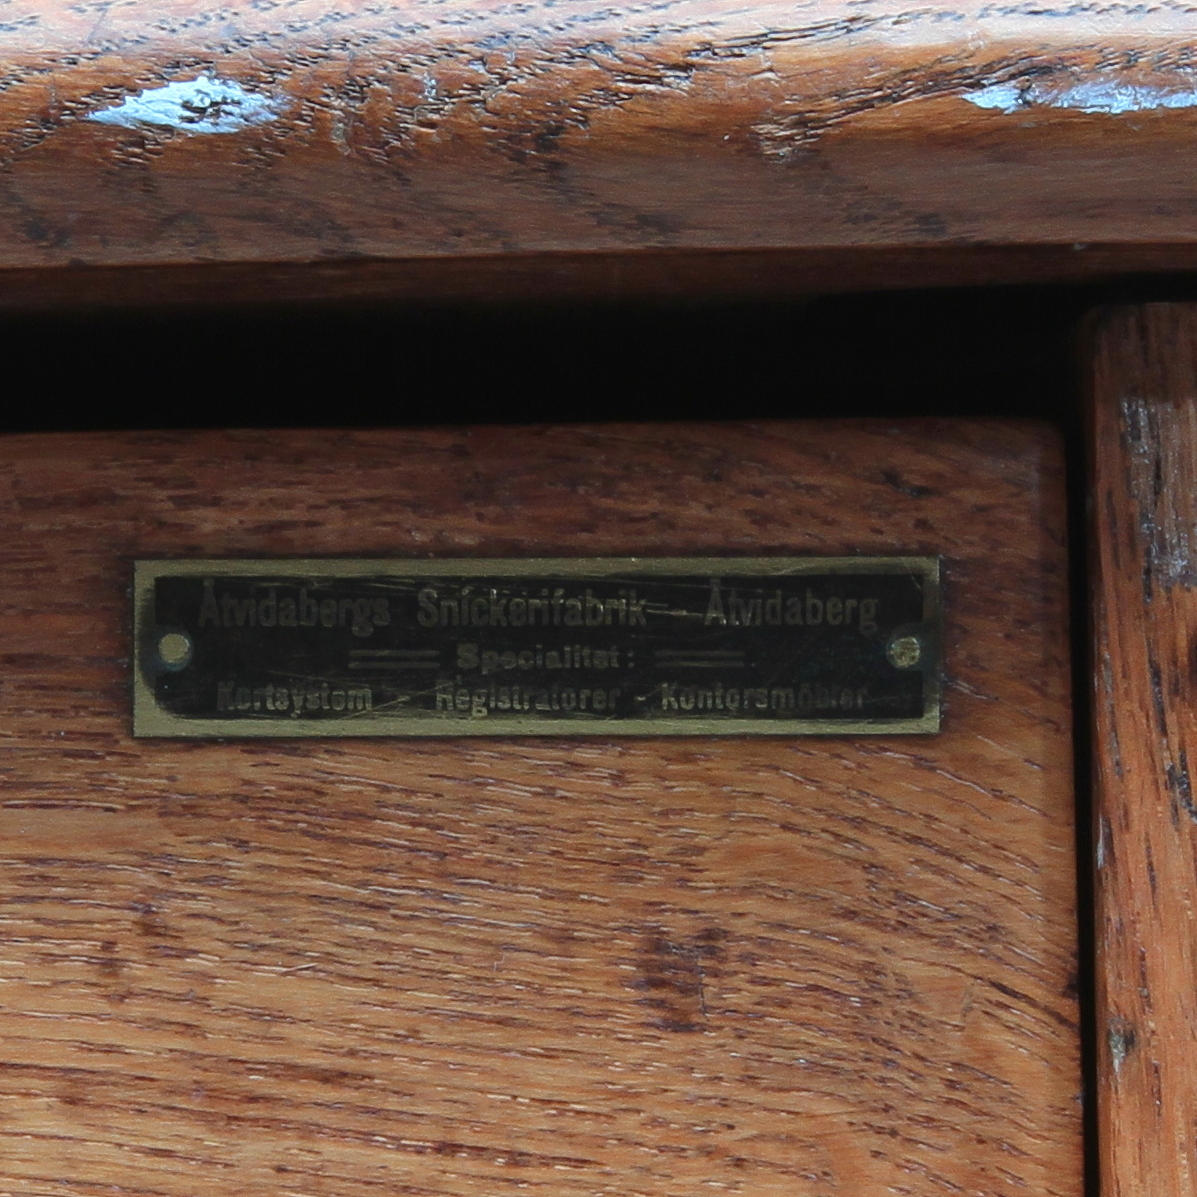 Åtvidabergs Snickerifabrik - Åtvidaberg
Specialitet:
Kortsystem - Registratorer - Kontorsmöbler